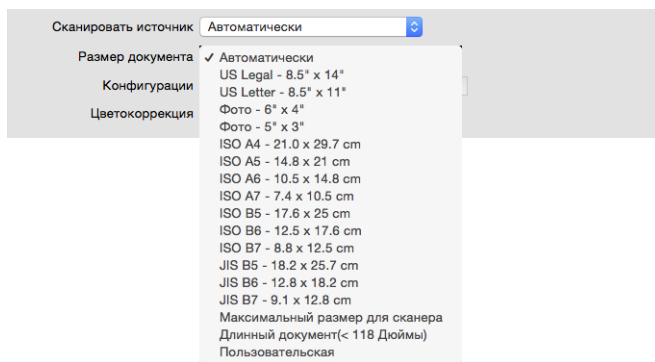 Сканировать источник Автоматически
Размер документа ✓ Автоматически
US Legal - 8.5" x 14"
Конфигурации US Letter - 8.5" x 11"
Фото - 6" x 4"
Цветокоррекция Фото - 5" x 3"
ISO A4 - 21.0 x 29.7 cm
ISO A5 - 14.8 x 21 cm
ISO A6 - 10.5 x 14.8 cm
ISO A7 - 7.4 x 10.5 cm
ISO B5 - 17.6 x 25 cm
ISO B6 - 12.5 x 17.6 cm
ISO B7 - 8.8 x 12.5 cm
JIS B5 - 18.2 x 25.7 cm
JIS B6 - 12.8 x 18.2 cm
JIS B7 - 9.1 x 12.8 cm
Максимальный размер для сканера
Длинный документ(< 118 Дюймы)
Пользовательская